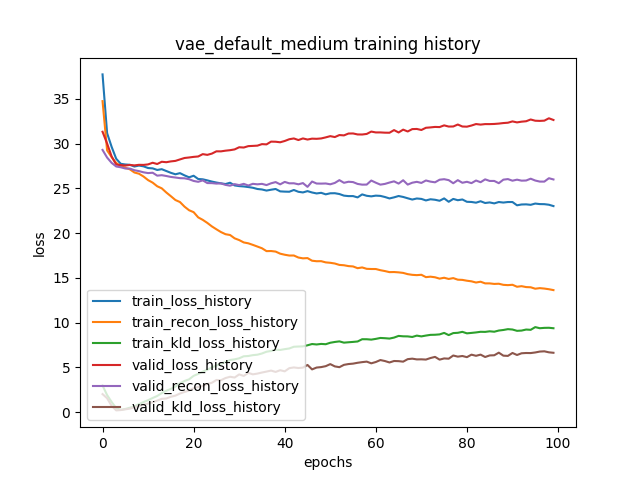 vae_default_medium training history
loss
35
30
25
20
15
10
5
0
train_loss_history
train_recon_loss_history
train_kld_loss_history
valid_loss_history
valid_recon_loss_history
valid_kld_loss_history
0 20 40 60 80 100
epochs